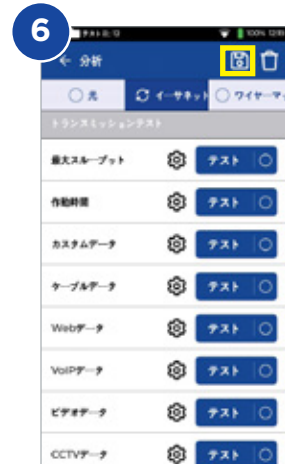 6
100%
← 分析
光
イーサネット
ワイヤーマ
トランスミッションテスト
最大スループット
テスト
作動時間
テスト
カスタムデータ
テスト
ケーブルデータ
テスト
Webデータ
テスト
VoIPデータ
テスト
ビデオデータ
テスト
CCTVデータ
テスト